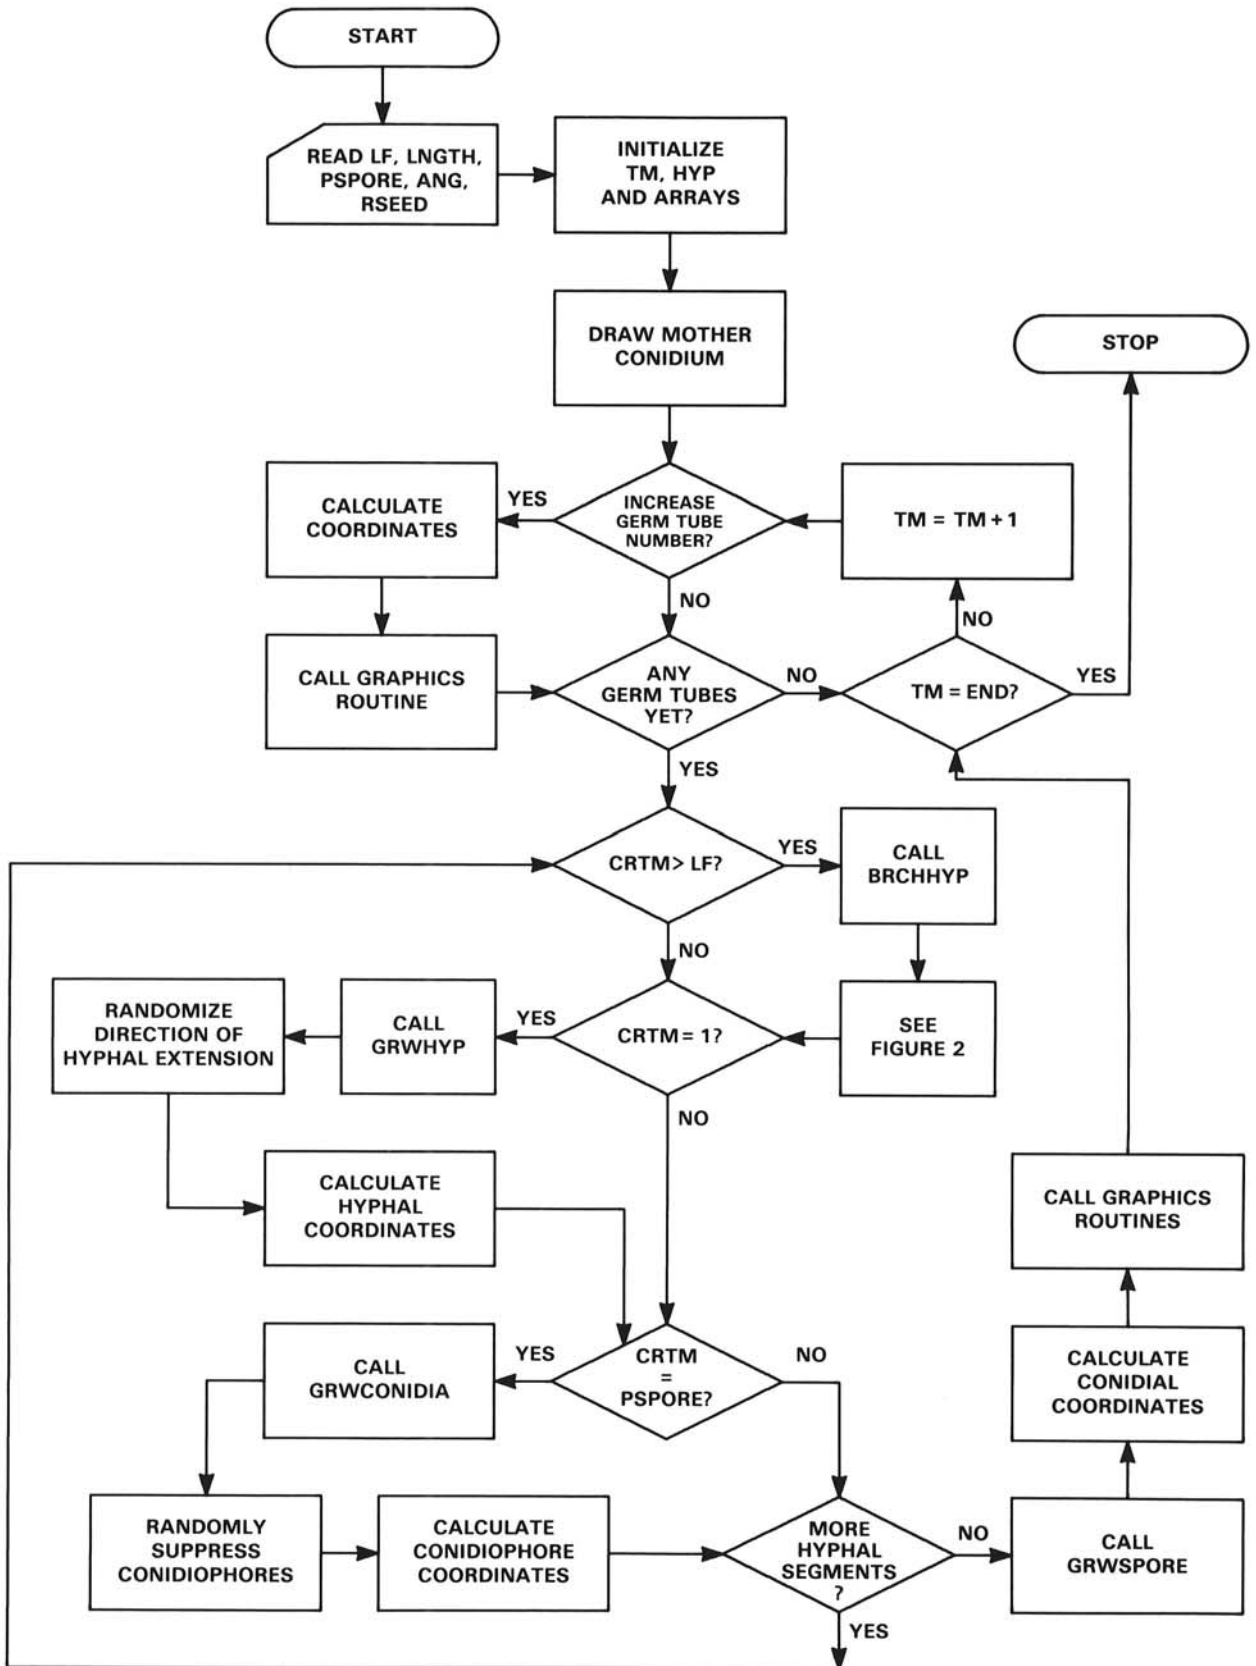 START
READ LF, LNGTH,
PSPORE, ANG,
RSEED
INITIALIZE
TM, HYP
AND ARRAYS
DRAW MOTHER
CONIDIUM
STOP
CALCULATE
COORDINATES
YES
INCREASE
GERM TUBE
NUMBER?
TM = TM + 1
NO
NO
CALL GRAPHICS
ROUTINE
ANY
GERM TUBES
YET?
NO
TM = END?
YES
YES
CRTM > LF?
YES
CALL
BRCHHYP
NO
RANDOMIZE
DIRECTION OF
HYPHAL EXTENSION
CALL
GRWHYP
YES
CRTM = 1?
SEE
FIGURE 2
NO
CALCULATE
HYPHAL
COORDINATES
CALL GRAPHICS
ROUTINES
CALL
GRWCONIDIA
YES
CRTM
=
PSPORE?
NO
CALCULATE
CONIDIAL
COORDINATES
RANDOMLY
SUPPRESS
CONIDIOPHORES
CALCULATE
CONIDIOPHORE
COORDINATES
MORE
HYPHAL
SEGMENTS
?
NO
CALL
GRWSPORE
YES